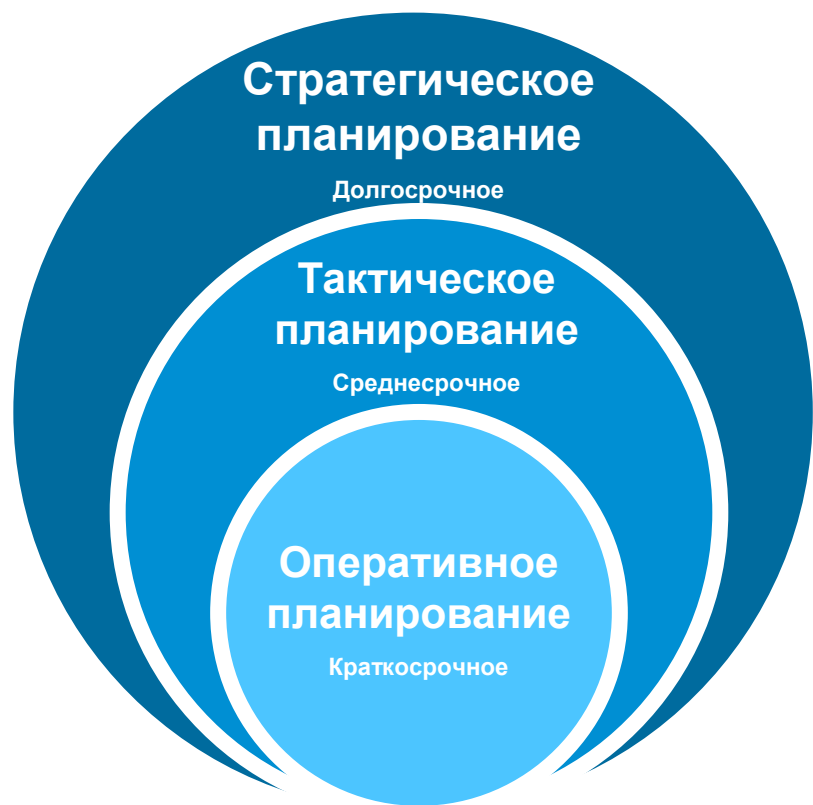 Стратегическое
планирование
Долгосрочное
Тактическое
планирование
Среднесрочное
Оперативное
планирование
Краткосрочное